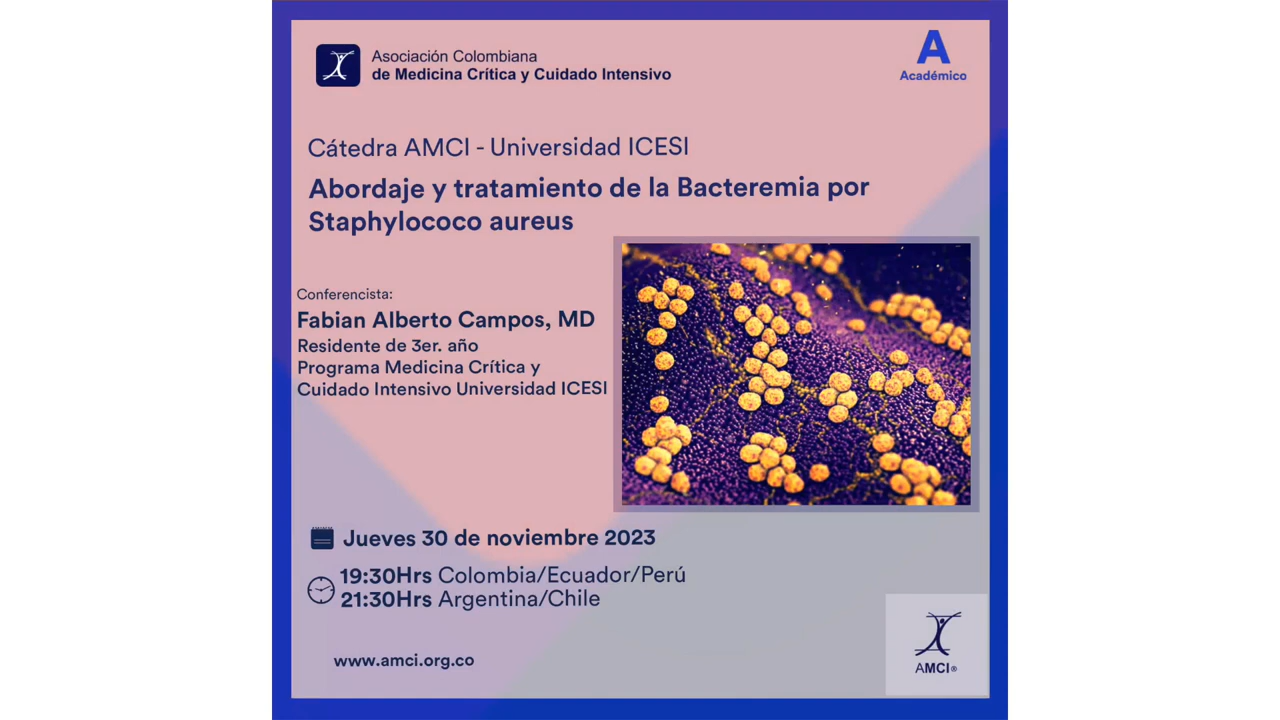 Asociación Colombiana
de Medicina Crítica y Cuidado Intensivo
A
Académico
Cátedra AMCI - Universidad ICESI
Abordaje y tratamiento de la Bacteremia por
Staphylococo aureus
Conferencista:
Fabian Alberto Campos, MD
Residente de 3er. año
Programa Medicina Crítica y
Cuidado Intensivo Universidad ICESI
Jueves 30 de noviembre 2023
19:30Hrs Colombia/Ecuador/Perú
21:30Hrs Argentina/Chile
www.amci.org.co
AMCI®